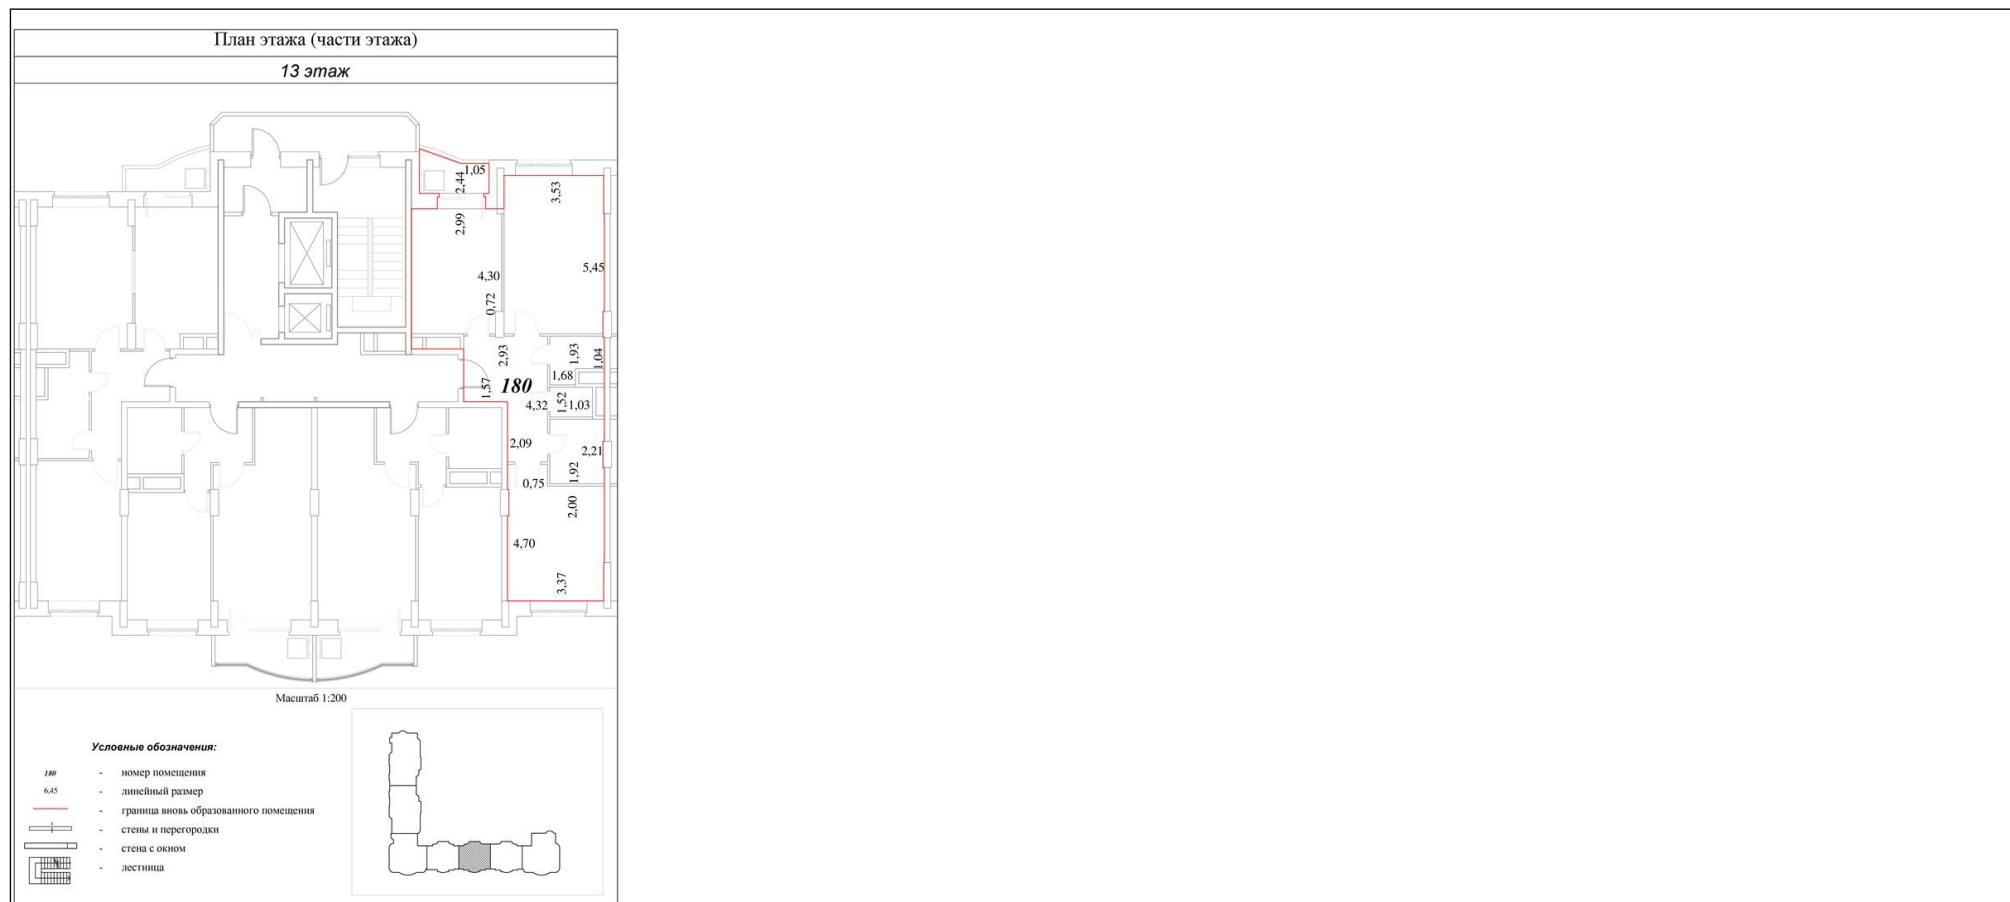 План этажа (части этажа)
13 этаж
1,05
2,44
3,53
2,99
5,45
4,30
0,72
2,93
1,93
1,04
1,68
1,57
180
4,32
1,52
1,03
2,09
2,21
1,92
0,75
2,00
4,70
3,37
Масштаб 1:200
Условные обозначения:
180 - номер помещения
6,45 - линейный размер
- граница вновь образованного помещения
- стены и перегородки
- стена с окном
- лестница